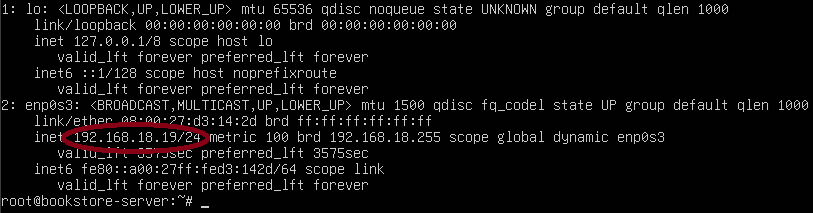 1: lo: <LOOPBACK,UP,LOWER_UP> mtu 65536 qdisc noqueue state UNKNOWN group default qlen 1000
link/loopback 00:00:00:00:00:00 brd 00:00:00:00:00:00
inet 127.0.0.1/8 scope host lo
valid_lft forever preferred_lft forever
inet6 ::1/128 scope host noprefixroute
valid_lft forever preferred_lft forever
2: enp0s3: <BROADCAST,MULTICAST,UP,LOWER_UP> mtu 1500 qdisc fq_codel state UP group default qlen 1000
link/ether 08:00:27:d3:14:2d brd ff:ff:ff:ff:ff:ff
inet 192.168.18.19/24 metric 100 brd 192.168.18.255 scope global dynamic enp0s3
valid_lft 3575sec preferred_lft 3575sec
inet6 fe80::a00:27ff:fed3:142d/64 scope link
valid_lft forever preferred_lft forever
root@bookstore-server:~# _